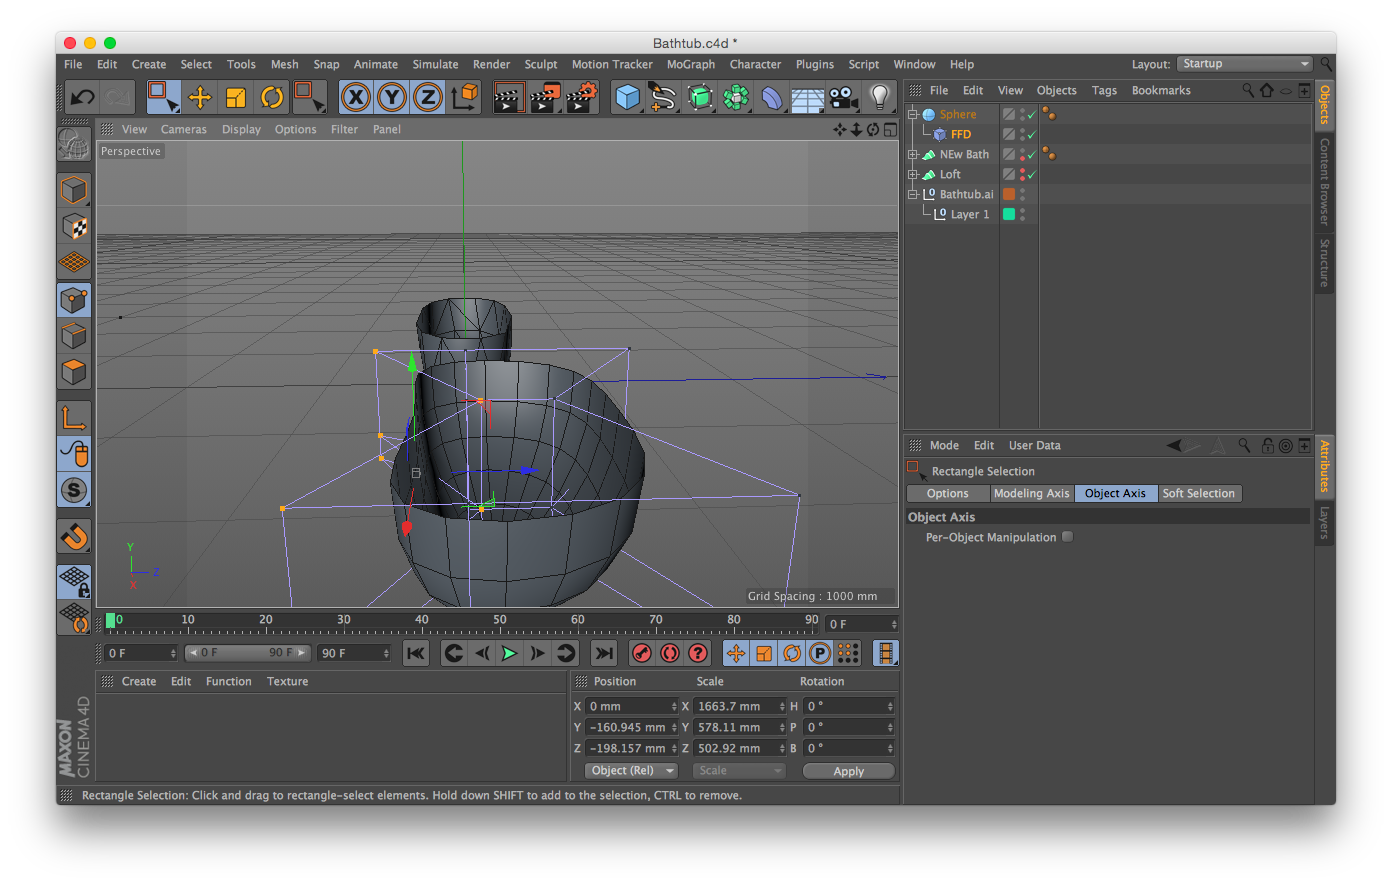 Bathtub.c4d *
File Edit Create Select Tools Mesh Snap Animate Simulate Render Sculpt Motion Tracker MoGraph Character Plugins Script Window Help Layout: Startup
X Y Z
File Edit View Objects Tags Bookmarks
View Cameras Display Options Filter Panel
Perspective
Sphere
FFD
NEw Bath
Loft
0 Bathtub.ai
0 Layer 1
Objects
Content Browser
Structure
Mode Edit User Data
Rectangle Selection
Options Modeling Axis Object Axis Soft Selection
Object Axis
Per-Object Manipulation
Attributes
Layers
S
Y
Z
X
Grid Spacing : 1000 mm
0 10 20 30 40 50 60 70 80 90 0 F
0 F 0 F 90 F 90 F ? P
Create Edit Function Texture
Position Scale Rotation
X 0 mm X 1663.7 mm H 0 °
Y -160.945 mm Y 578.11 mm P 0 °
Z -198.157 mm Z 502.92 mm B 0 °
Object (Rel) Scale Apply
MAXON
CINEMA 4D
Rectangle Selection: Click and drag to rectangle-select elements. Hold down SHIFT to add to the selection, CTRL to remove.